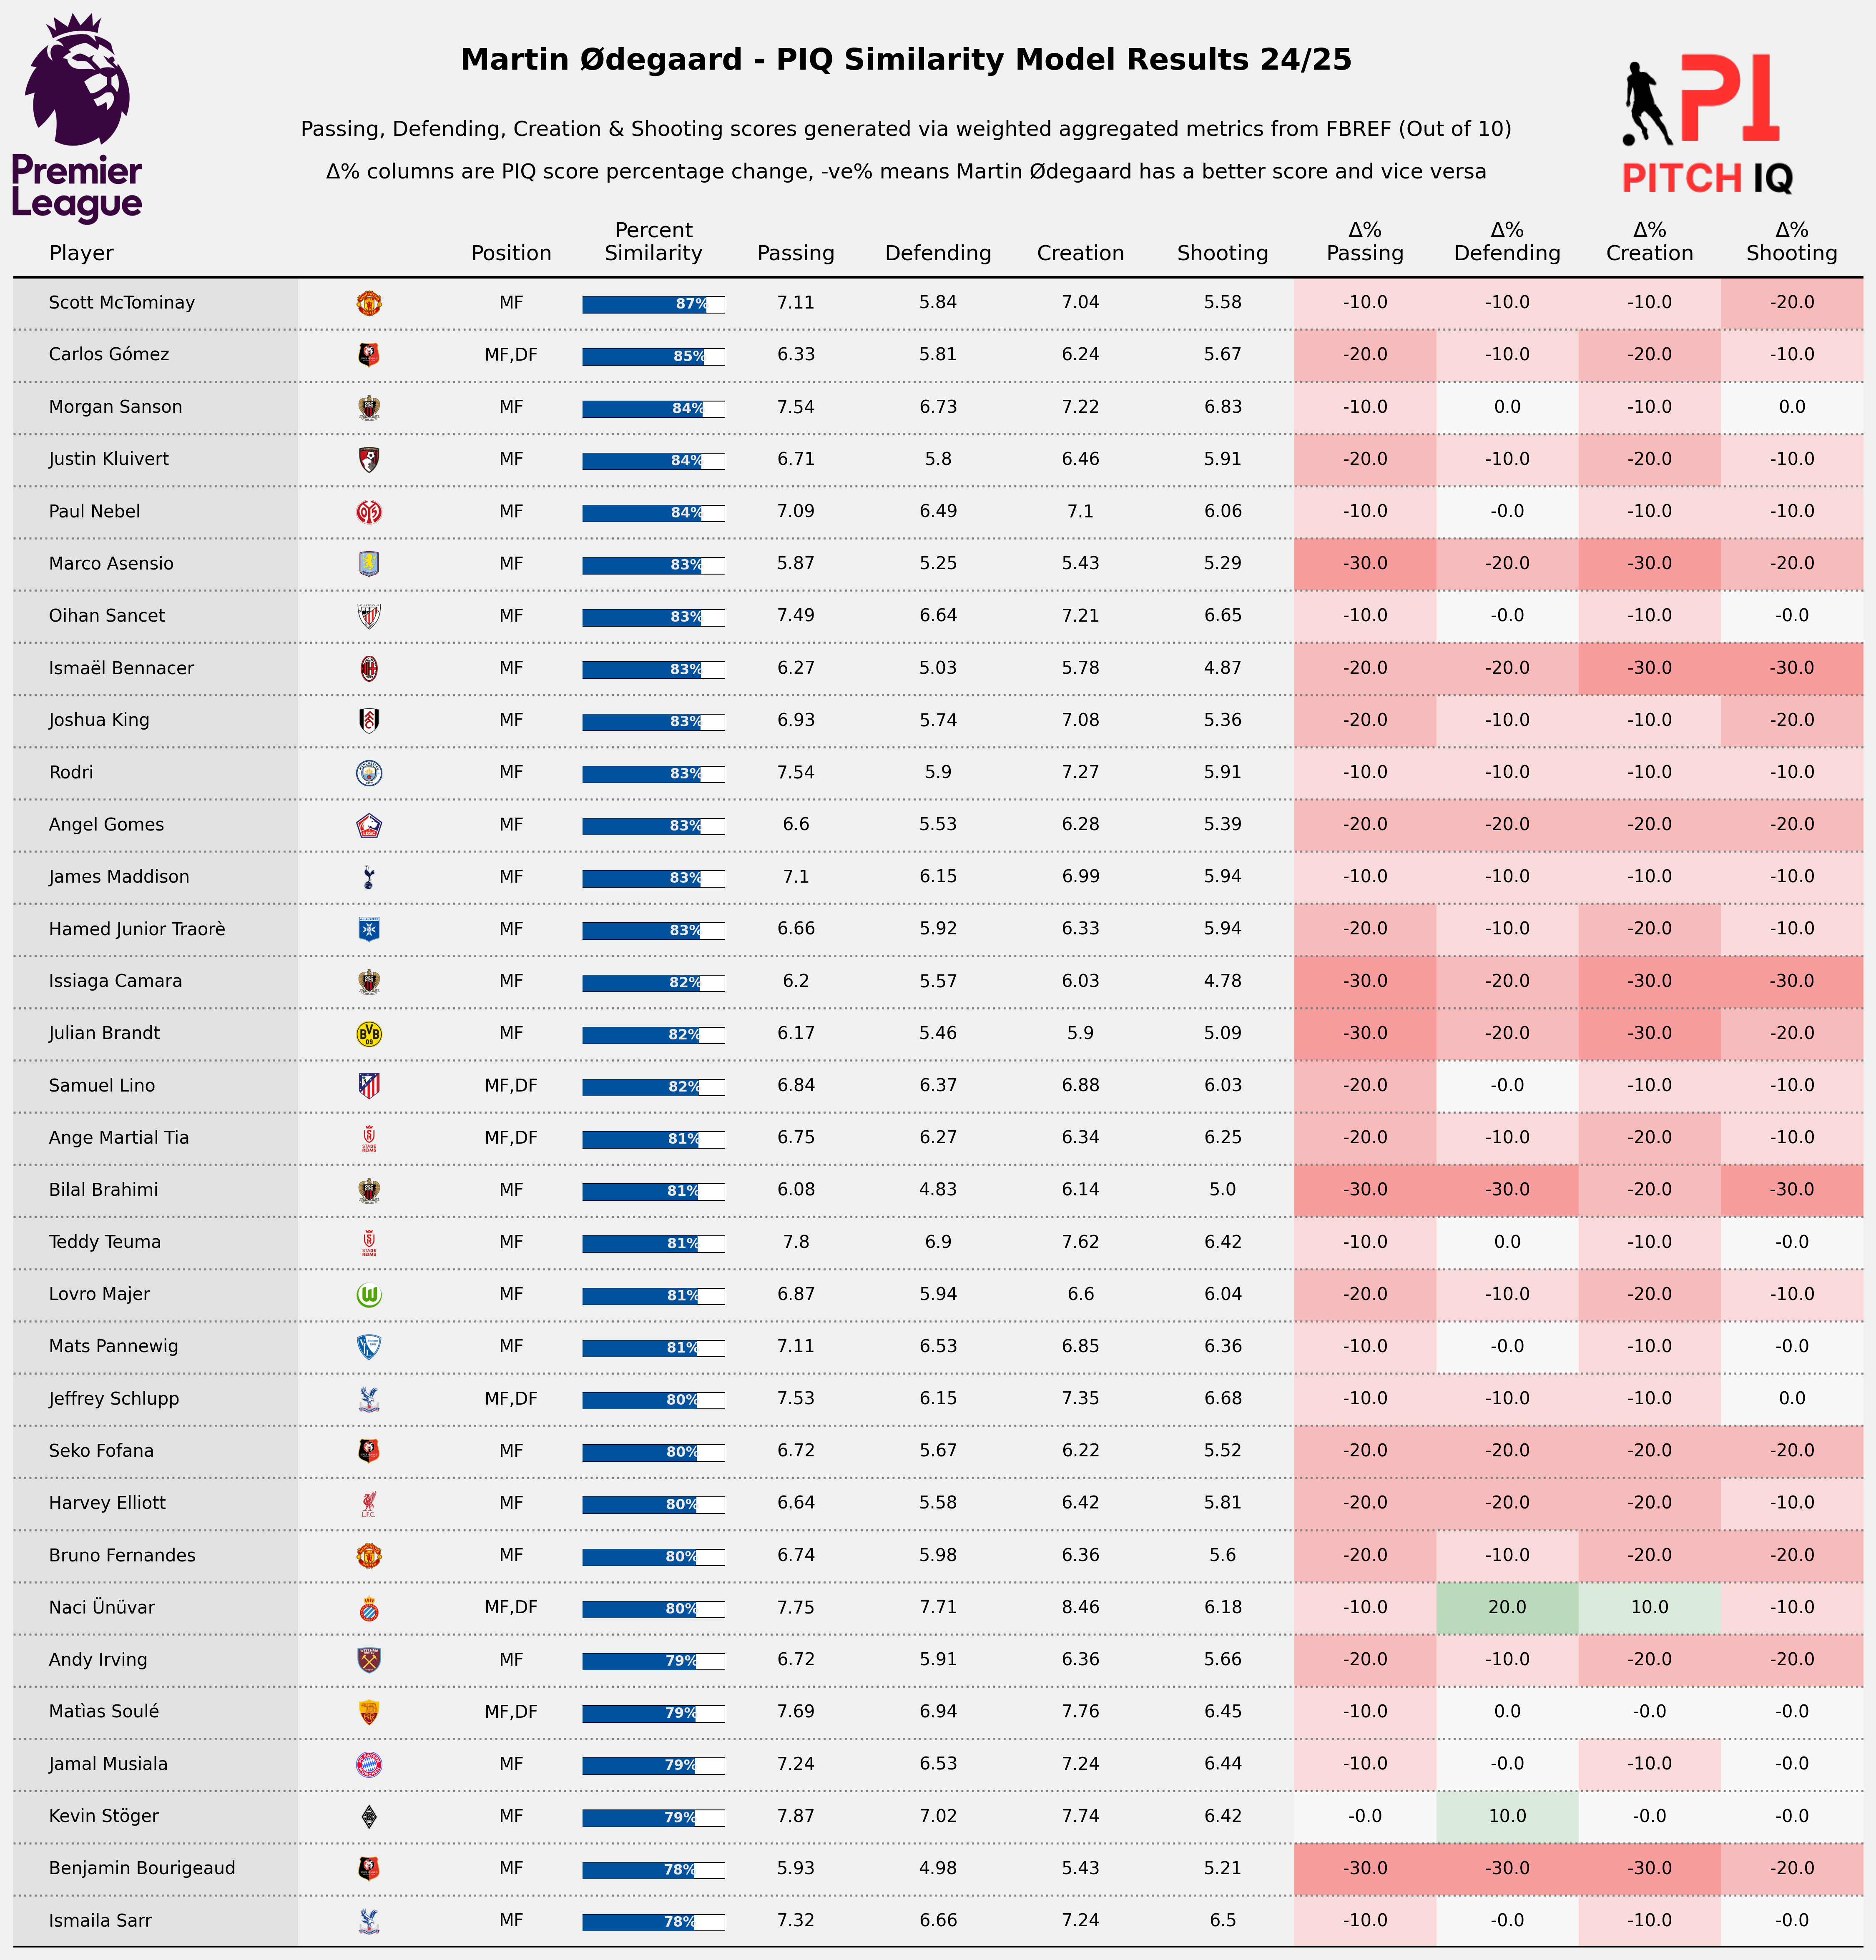 Martin Ødegaard - PIQ Similarity Model Results 24/25
Passing, Defending, Creation & Shooting scores generated via weighted aggregated metrics from FBREF (Out of 10)
Δ% columns are PIQ score percentage change, -ve% means Martin Ødegaard has a better score and vice versa
Premier
League
PI
PITCH IQ
Player Position Percent Similarity Passing Defending Creation Shooting Δ% Passing Δ% Defending Δ% Creation Δ% Shooting
Scott McTominay MF 87% 7.11 5.84 7.04 5.58 -10.0 -10.0 -10.0 -20.0
Carlos Gómez MF,DF 85% 6.33 5.81 6.24 5.67 -20.0 -10.0 -20.0 -10.0
Morgan Sanson MF 84% 7.54 6.73 7.22 6.83 -10.0 0.0 -10.0 0.0
Justin Kluivert MF 84% 6.71 5.8 6.46 5.91 -20.0 -10.0 -20.0 -10.0
Paul Nebel MF 84% 7.09 6.49 7.1 6.06 -10.0 -0.0 -10.0 -10.0
Marco Asensio MF 83% 5.87 5.25 5.43 5.29 -30.0 -20.0 -30.0 -20.0
Oihan Sancet MF 83% 7.49 6.64 7.21 6.65 -10.0 -0.0 -10.0 -0.0
Ismaël Bennacer MF 83% 6.27 5.03 5.78 4.87 -20.0 -20.0 -30.0 -30.0
Joshua King MF 83% 6.93 5.74 7.08 5.36 -20.0 -10.0 -10.0 -20.0
Rodri MF 83% 7.54 5.9 7.27 5.91 -10.0 -10.0 -10.0 -10.0
Angel Gomes MF 83% 6.6 5.53 6.28 5.39 -20.0 -20.0 -20.0 -20.0
James Maddison MF 83% 7.1 6.15 6.99 5.94 -10.0 -10.0 -10.0 -10.0
Hamed Junior Traorè MF 83% 6.66 5.92 6.33 5.94 -20.0 -10.0 -20.0 -10.0
Issiaga Camara MF 82% 6.2 5.57 6.03 4.78 -30.0 -20.0 -30.0 -30.0
Julian Brandt MF 82% 6.17 5.46 5.9 5.09 -30.0 -20.0 -30.0 -20.0
Samuel Lino MF,DF 82% 6.84 6.37 6.88 6.03 -20.0 -0.0 -10.0 -10.0
Ange Martial Tia MF,DF 81% 6.75 6.27 6.34 6.25 -20.0 -10.0 -20.0 -10.0
Bilal Brahimi MF 81% 6.08 4.83 6.14 5.0 -30.0 -30.0 -20.0 -30.0
Teddy Teuma MF 81% 7.8 6.9 7.62 6.42 -10.0 0.0 -10.0 -0.0
Lovro Majer MF 81% 6.87 5.94 6.6 6.04 -20.0 -10.0 -20.0 -10.0
Mats Pannewig MF 81% 7.11 6.53 6.85 6.36 -10.0 -0.0 -10.0 -0.0
Jeffrey Schlupp MF,DF 80% 7.53 6.15 7.35 6.68 -10.0 -10.0 -10.0 0.0
Seko Fofana MF 80% 6.72 5.67 6.22 5.52 -20.0 -20.0 -20.0 -20.0
Harvey Elliott MF 80% 6.64 5.58 6.42 5.81 -20.0 -20.0 -20.0 -10.0
Bruno Fernandes MF 80% 6.74 5.98 6.36 5.6 -20.0 -10.0 -20.0 -20.0
Naci Ünüvar MF,DF 80% 7.75 7.71 8.46 6.18 -10.0 20.0 10.0 -10.0
Andy Irving MF 79% 6.72 5.91 6.36 5.66 -20.0 -10.0 -20.0 -20.0
Matìas Soulé MF,DF 79% 7.69 6.94 7.76 6.45 -10.0 0.0 -0.0 -0.0
Jamal Musiala MF 79% 7.24 6.53 7.24 6.44 -10.0 -0.0 -10.0 -0.0
Kevin Stöger MF 79% 7.87 7.02 7.74 6.42 -0.0 10.0 -0.0 -0.0
Benjamin Bourigeaud MF 78% 5.93 4.98 5.43 5.21 -30.0 -30.0 -30.0 -20.0
Ismaila Sarr MF 78% 7.32 6.66 7.24 6.5 -10.0 -0.0 -10.0 -0.0